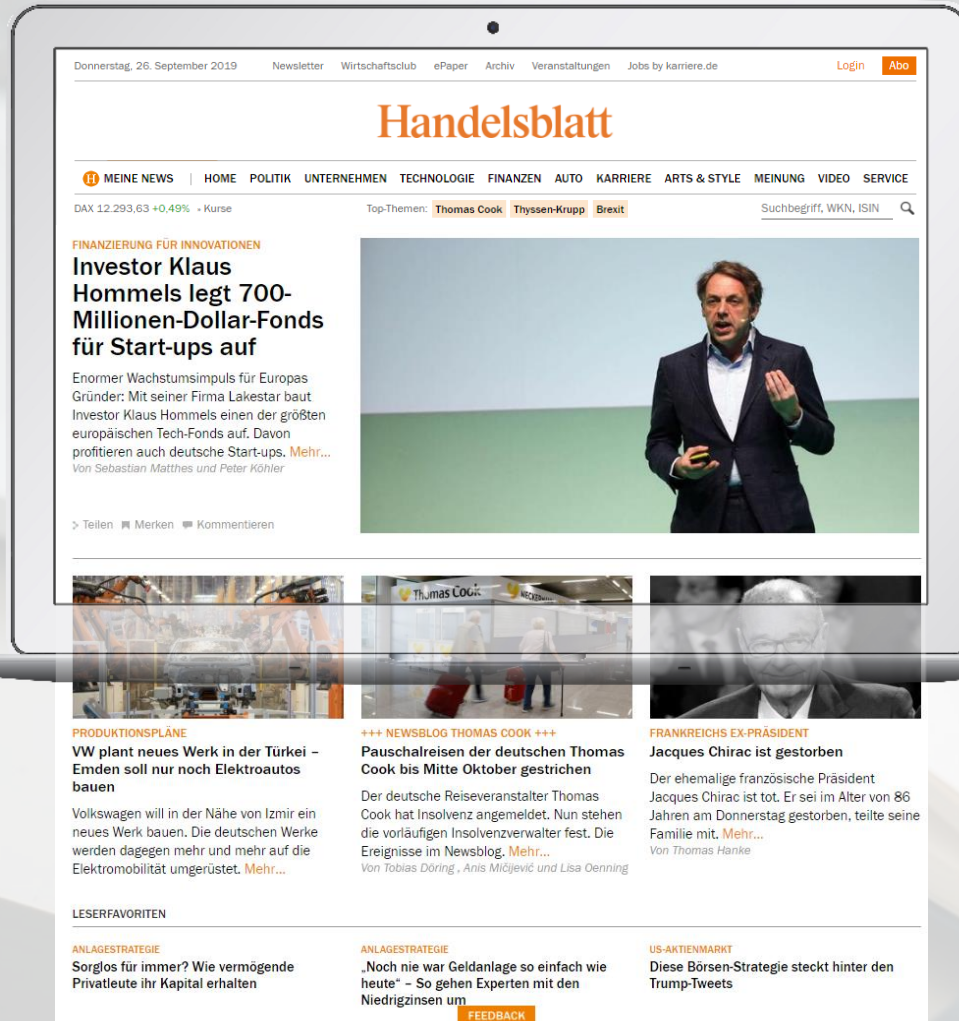 Donnerstag, 26. September 2019 Newsletter Wirtschaftsclub ePaper Archiv Veranstaltungen Jobs by karriere.de Login Abo
Handelsblatt
H MEINE NEWS | HOME POLITIK UNTERNEHMEN TECHNOLOGIE FINANZEN AUTO KARRIERE ARTS & STYLE MEINUNG VIDEO SERVICE
DAX 12.293,63 +0,49% Kurse Top-Themen: Thomas Cook Thyssen-Krupp Brexit Suchbegriff, WKN, ISIN
FINANZIERUNG FÜR INNOVATIONEN
Investor Klaus
Hommels legt 700-
Millionen-Dollar-Fonds
für Start-ups auf
Enormer Wachstumsimpuls für Europas
Gründer: Mit seiner Firma Lakestar baut
Investor Klaus Hommels einen der größten
europäischen Tech-Fonds auf. Davon
profitieren auch deutsche Start-ups. Mehr...
Von Sebastian Matthes und Peter Köhler
Teilen Merken Kommentieren
Thomas Cook
PRODUKTIONSPLÄNE
VW plant neues Werk in der Türkei –
Emden soll nur noch Elektroautos
bauen
Volkswagen will in der Nähe von Izmir ein
neues Werk bauen. Die deutschen Werke
werden dagegen mehr und mehr auf die
Elektromobilität umgerüstet. Mehr...
+++ NEWSBLOG THOMAS COOK +++
Pauschalreisen der deutschen Thomas
Cook bis Mitte Oktober gestrichen
Der deutsche Reiseveranstalter Thomas
Cook hat Insolvenz angemeldet. Nun stehen
die vorläufigen Insolvenzverwalter fest. Die
Ereignisse im Newsblog. Mehr...
Von Tobias Döring , Anis Mičijević und Lisa Oenning
FRANKREICHS EX-PRÄSIDENT
Jacques Chirac ist gestorben
Der ehemalige französische Präsident
Jacques Chirac ist tot. Er sei im Alter von 86
Jahren am Donnerstag gestorben, teilte seine
Familie mit. Mehr...
Von Thomas Hanke
LESERFAVORITEN
ANLAGESTRATEGIE
Sorglos für immer? Wie vermögende
Privatleute ihr Kapital erhalten
ANLAGESTRATEGIE
„Noch nie war Geldanlage so einfach wie
heute“ – So gehen Experten mit den
Niedrigzinsen um
US-AKTIENMARKT
Diese Börsen-Strategie steckt hinter den
Trump-Tweets
FEEDBACK